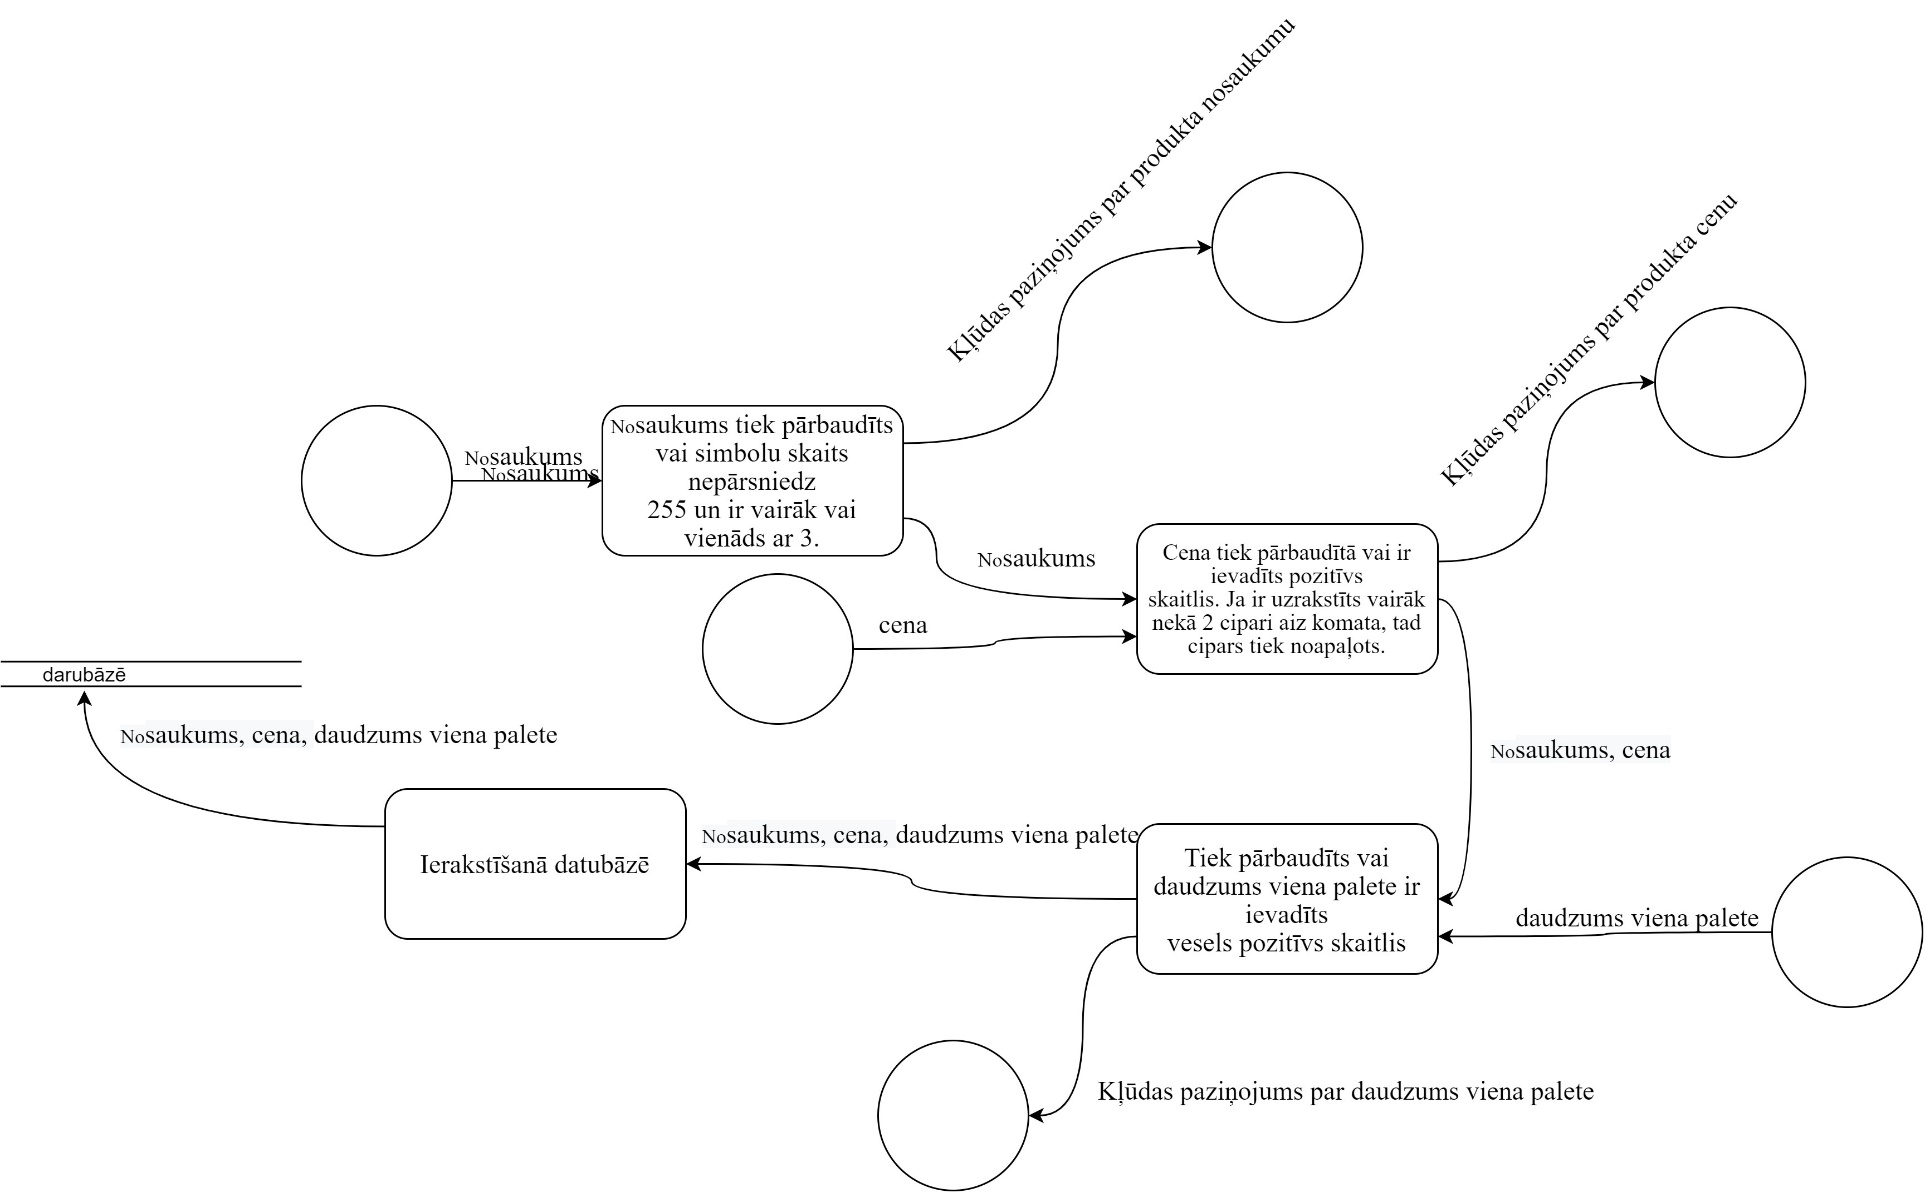 Kļūdas paziņojums par produkta nosaukumu
Kļūdas paziņojums par produkta cenu
Nosaukums
Nosaukums
Nosaukums tiek pārbaudīts
vai simbolu skaits
nepārsniedz
255 un ir vairāk vai
vienāds ar 3.
Nosaukums
cena
Cena tiek pārbaudītā vai ir
ievadīts pozitīvs
skaitlis. Ja ir uzrakstīts vairāk
nekā 2 cipari aiz komata, tad
cipars tiek noapaļots.
darubāzē
Nosaukums, cena, daudzums viena palete
Nosaukums, cena
Ierakstīšanā datubāzē
Nosaukums, cena, daudzums viena palete
Tiek pārbaudīts vai
daudzums viena palete ir
ievadīts
vesels pozitīvs skaitlis
daudzums viena palete
Kļūdas paziņojums par daudzums viena palete